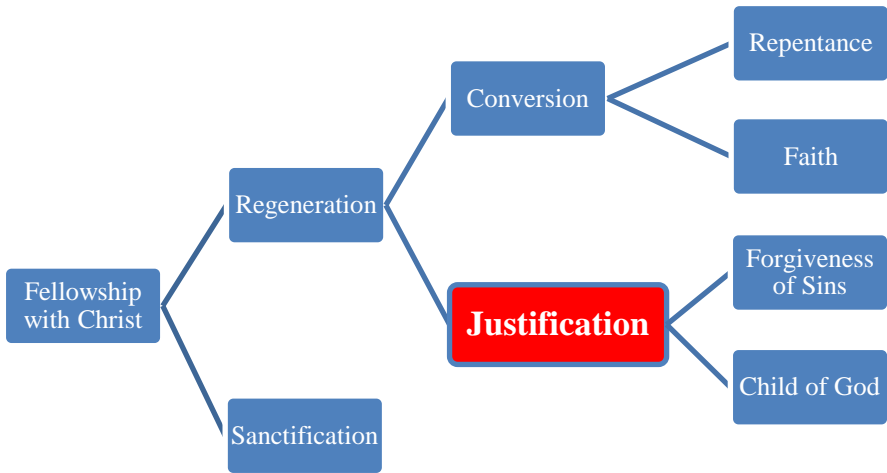 Repentance
Conversion
Faith
Regeneration
Forgiveness
of Sins
Fellowship
with Christ
Justification
Child of God
Sanctification